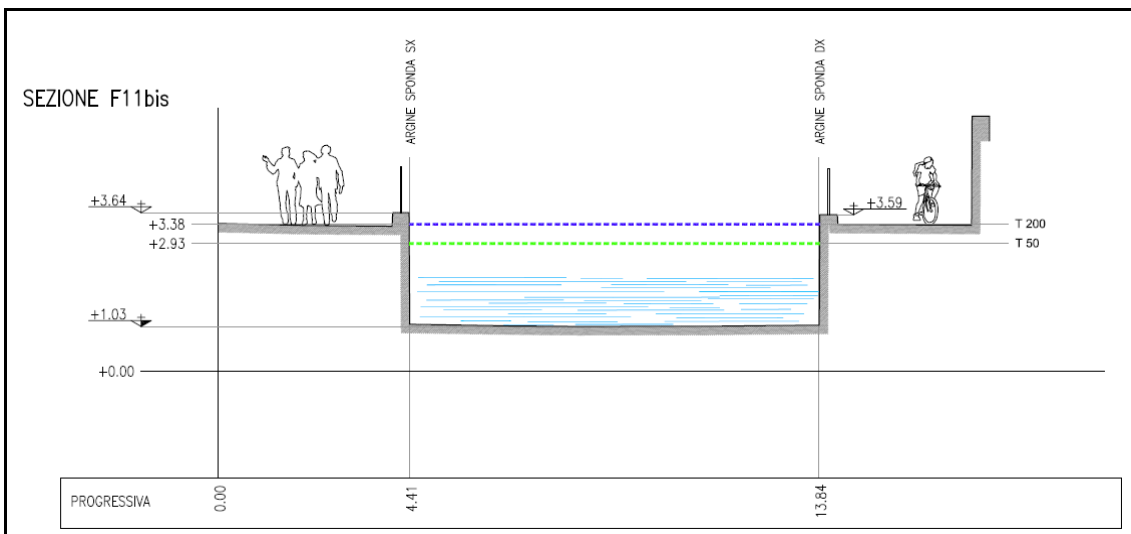 SEZIONE F11bis
ARGINE SPONDA SX
ARGINE SPONDA DX
+3.64
+3.59
+3.38
T 200
+2.93
T 50
+1.03
+0.00
PROGRESSIVA
0.00
4.41
13.84